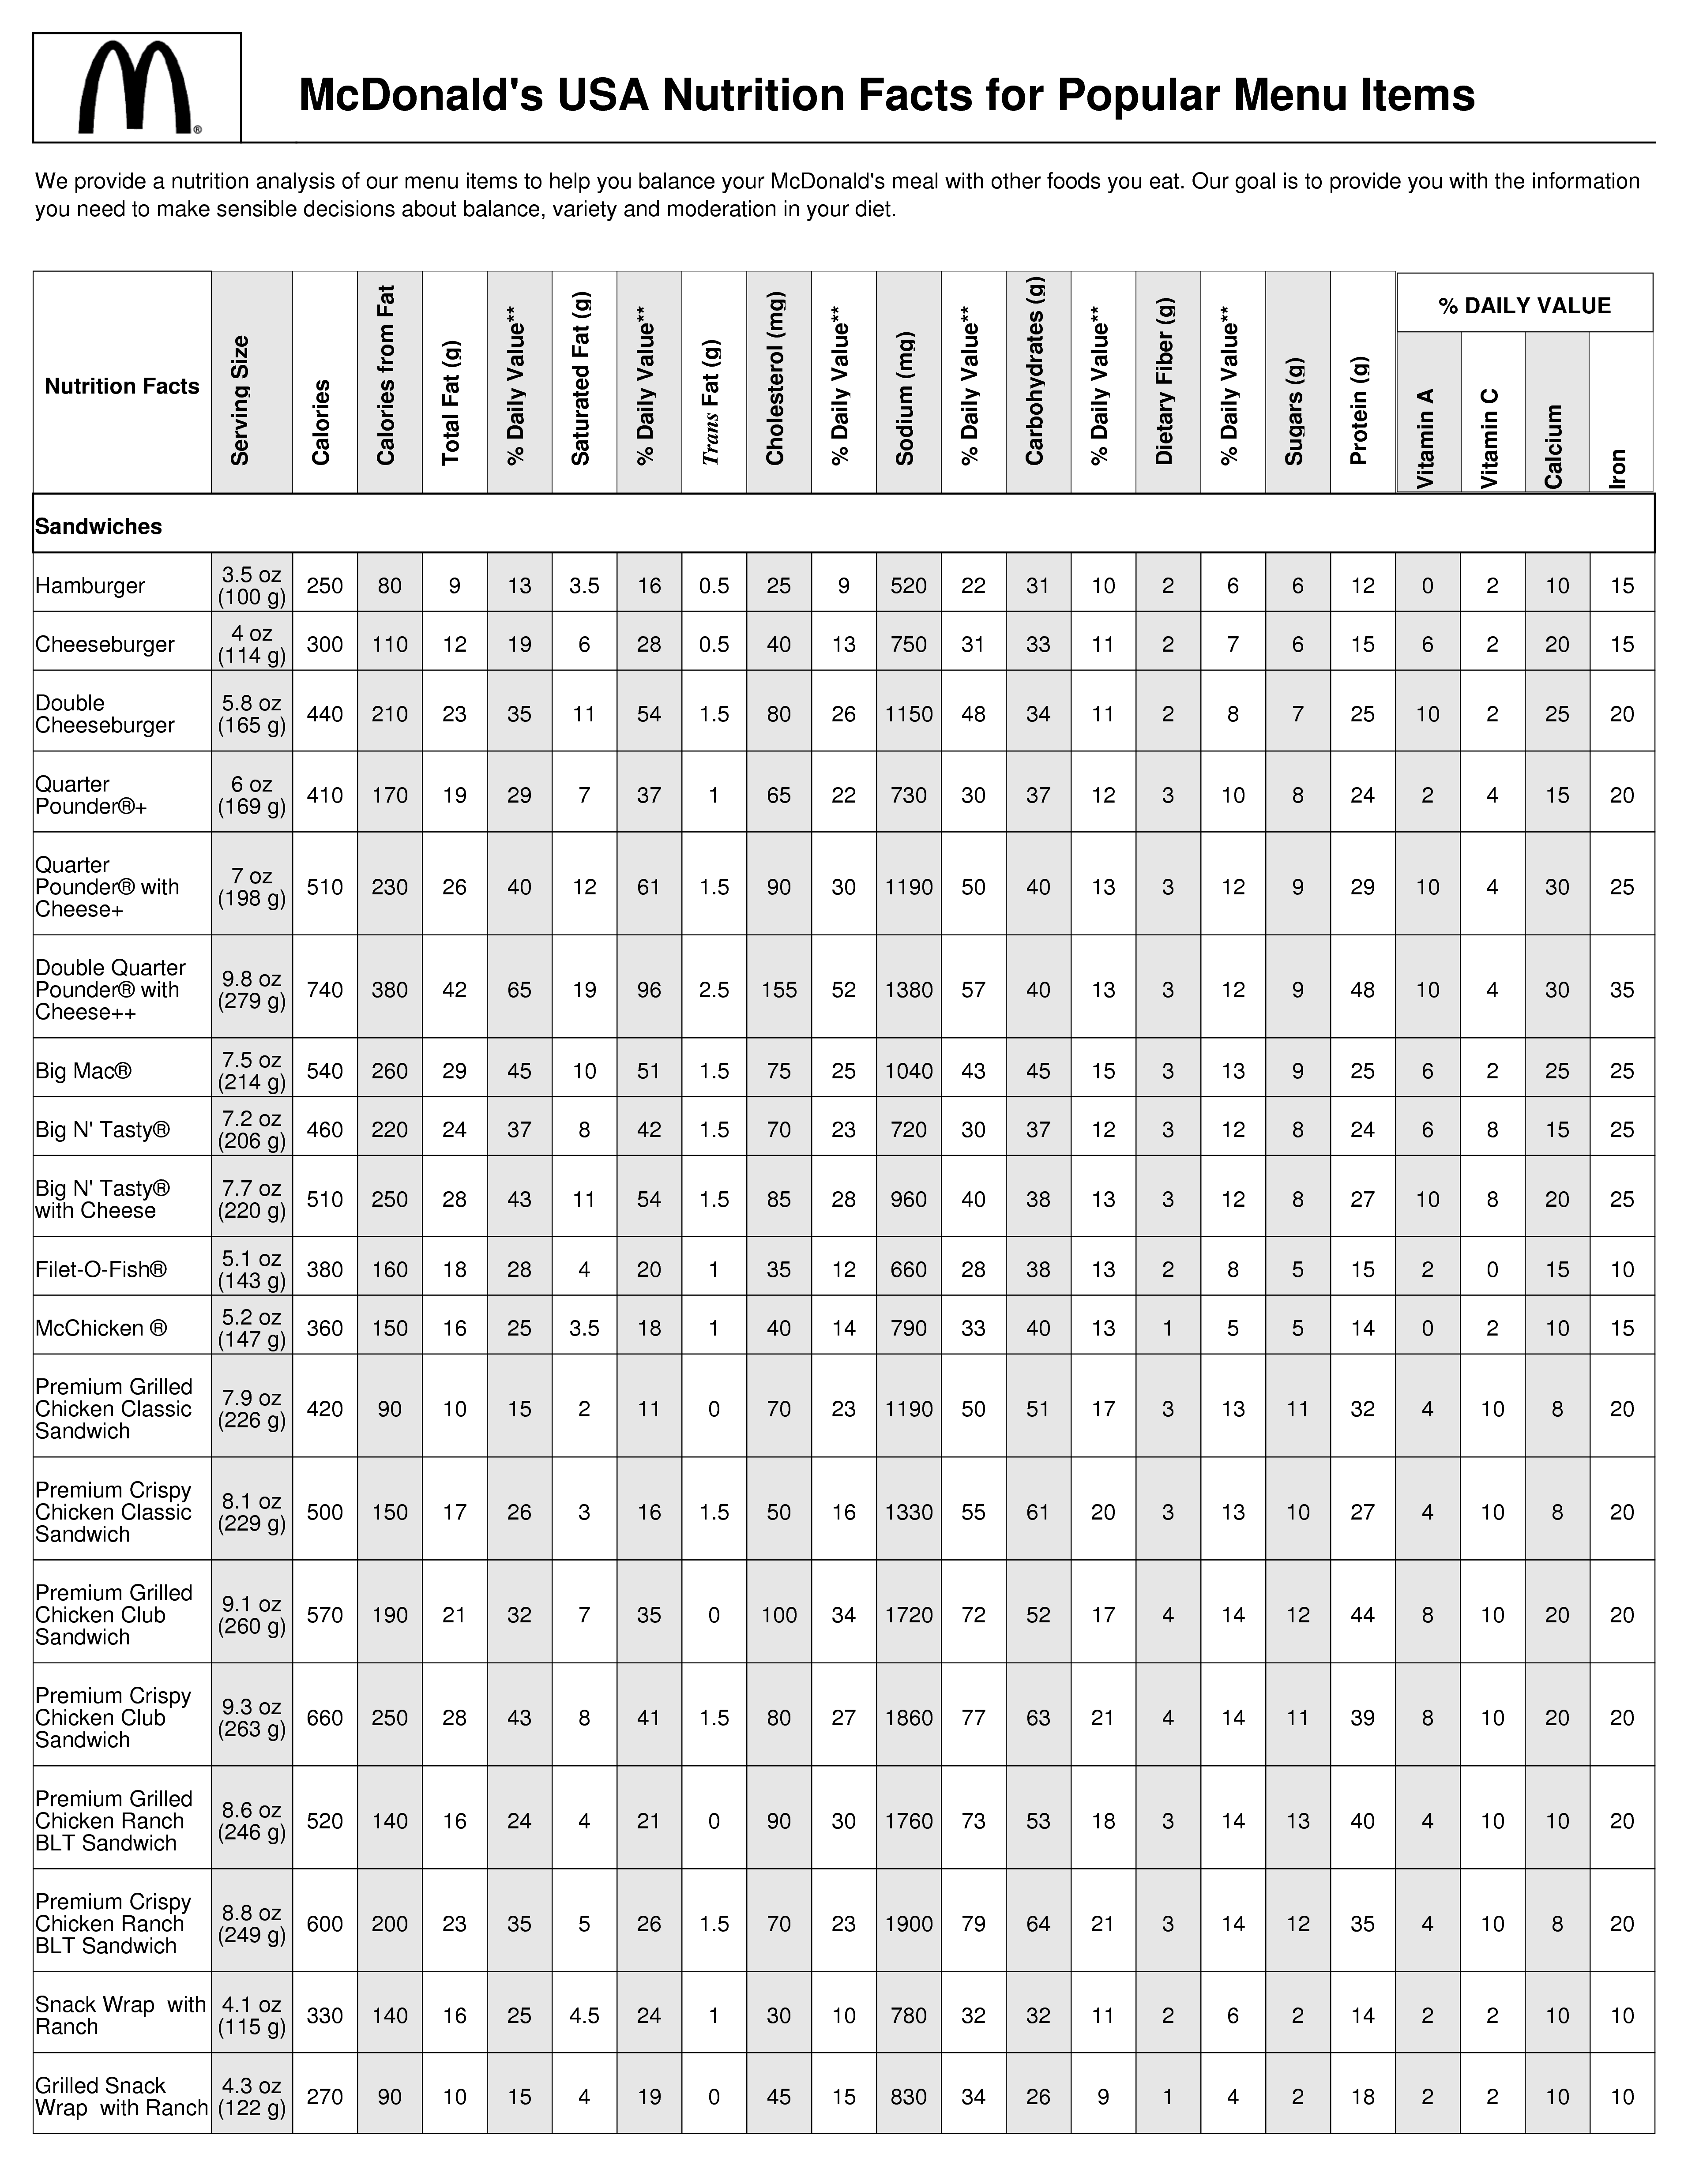 ®
McDonald's USA Nutrition Facts for Popular Menu Items
We provide a nutrition analysis of our menu items to help you balance your McDonald's meal with other foods you eat. Our goal is to provide you with the information
you need to make sensible decisions about balance, variety and moderation in your diet.
Nutrition Facts Serving Size Calories Calories from Fat Total Fat (g) % Daily Value** Saturated Fat (g) % Daily Value** Trans Fat (g) Cholesterol (mg) % Daily Value** Sodium (mg) % Daily Value** Carbohydrates (g) % Daily Value** Dietary Fiber (g) % Daily Value** Sugars (g) Protein (g) % DAILY VALUE
Vitamin A Vitamin C Calcium Iron
Sandwiches
Hamburger 3.5 oz (100 g) 250 80 9 13 3.5 16 0.5 25 9 520 22 31 10 2 6 6 12 0 2 10 15
Cheeseburger 4 oz (114 g) 300 110 12 19 6 28 0.5 40 13 750 31 33 11 2 7 6 15 6 2 20 15
Double Cheeseburger 5.8 oz (165 g) 440 210 23 35 11 54 1.5 80 26 1150 48 34 11 2 8 7 25 10 2 25 20
Quarter Pounder®+ 6 oz (169 g) 410 170 19 29 7 37 1 65 22 730 30 37 12 3 10 8 24 2 4 15 20
Quarter Pounder® with Cheese+ 7 oz (198 g) 510 230 26 40 12 61 1.5 90 30 1190 50 40 13 3 12 9 29 10 4 30 25
Double Quarter Pounder® with Cheese++ 9.8 oz (279 g) 740 380 42 65 19 96 2.5 155 52 1380 57 40 13 3 12 9 48 10 4 30 35
Big Mac® 7.5 oz (214 g) 540 260 29 45 10 51 1.5 75 25 1040 43 45 15 3 13 9 25 6 2 25 25
Big N' Tasty® 7.2 oz (206 g) 460 220 24 37 8 42 1.5 70 23 720 30 37 12 3 12 8 24 6 8 15 25
Big N' Tasty® with Cheese 7.7 oz (220 g) 510 250 28 43 11 54 1.5 85 28 960 40 38 13 3 12 8 27 10 8 20 25
Filet-O-Fish® 5.1 oz (143 g) 380 160 18 28 4 20 1 35 12 660 28 38 13 2 8 5 15 2 0 15 10
McChicken ® 5.2 oz (147 g) 360 150 16 25 3.5 18 1 40 14 790 33 40 13 1 5 5 14 0 2 10 15
Premium Grilled Chicken Classic Sandwich 7.9 oz (226 g) 420 90 10 15 2 11 0 70 23 1190 50 51 17 3 13 11 32 4 10 8 20
Premium Crispy Chicken Classic Sandwich 8.1 oz (229 g) 500 150 17 26 3 16 1.5 50 16 1330 55 61 20 3 13 10 27 4 10 8 20
Premium Grilled Chicken Club Sandwich 9.1 oz (260 g) 570 190 21 32 7 35 0 100 34 1720 72 52 17 4 14 12 44 8 10 20 20
Premium Crispy Chicken Club Sandwich 9.3 oz (263 g) 660 250 28 43 8 41 1.5 80 27 1860 77 63 21 4 14 11 39 8 10 20 20
Premium Grilled Chicken Ranch BLT Sandwich 8.6 oz (246 g) 520 140 16 24 4 21 0 90 30 1760 73 53 18 3 14 13 40 4 10 10 20
Premium Crispy Chicken Ranch BLT Sandwich 8.8 oz (249 g) 600 200 23 35 5 26 1.5 70 23 1900 79 64 21 3 14 12 35 4 10 8 20
Snack Wrap with Ranch 4.1 oz (115 g) 330 140 16 25 4.5 24 1 30 10 780 32 32 11 2 6 2 14 2 2 10 10
Grilled Snack Wrap with Ranch 4.3 oz (122 g) 270 90 10 15 4 19 0 45 15 830 34 26 9 1 4 2 18 2 2 10 10